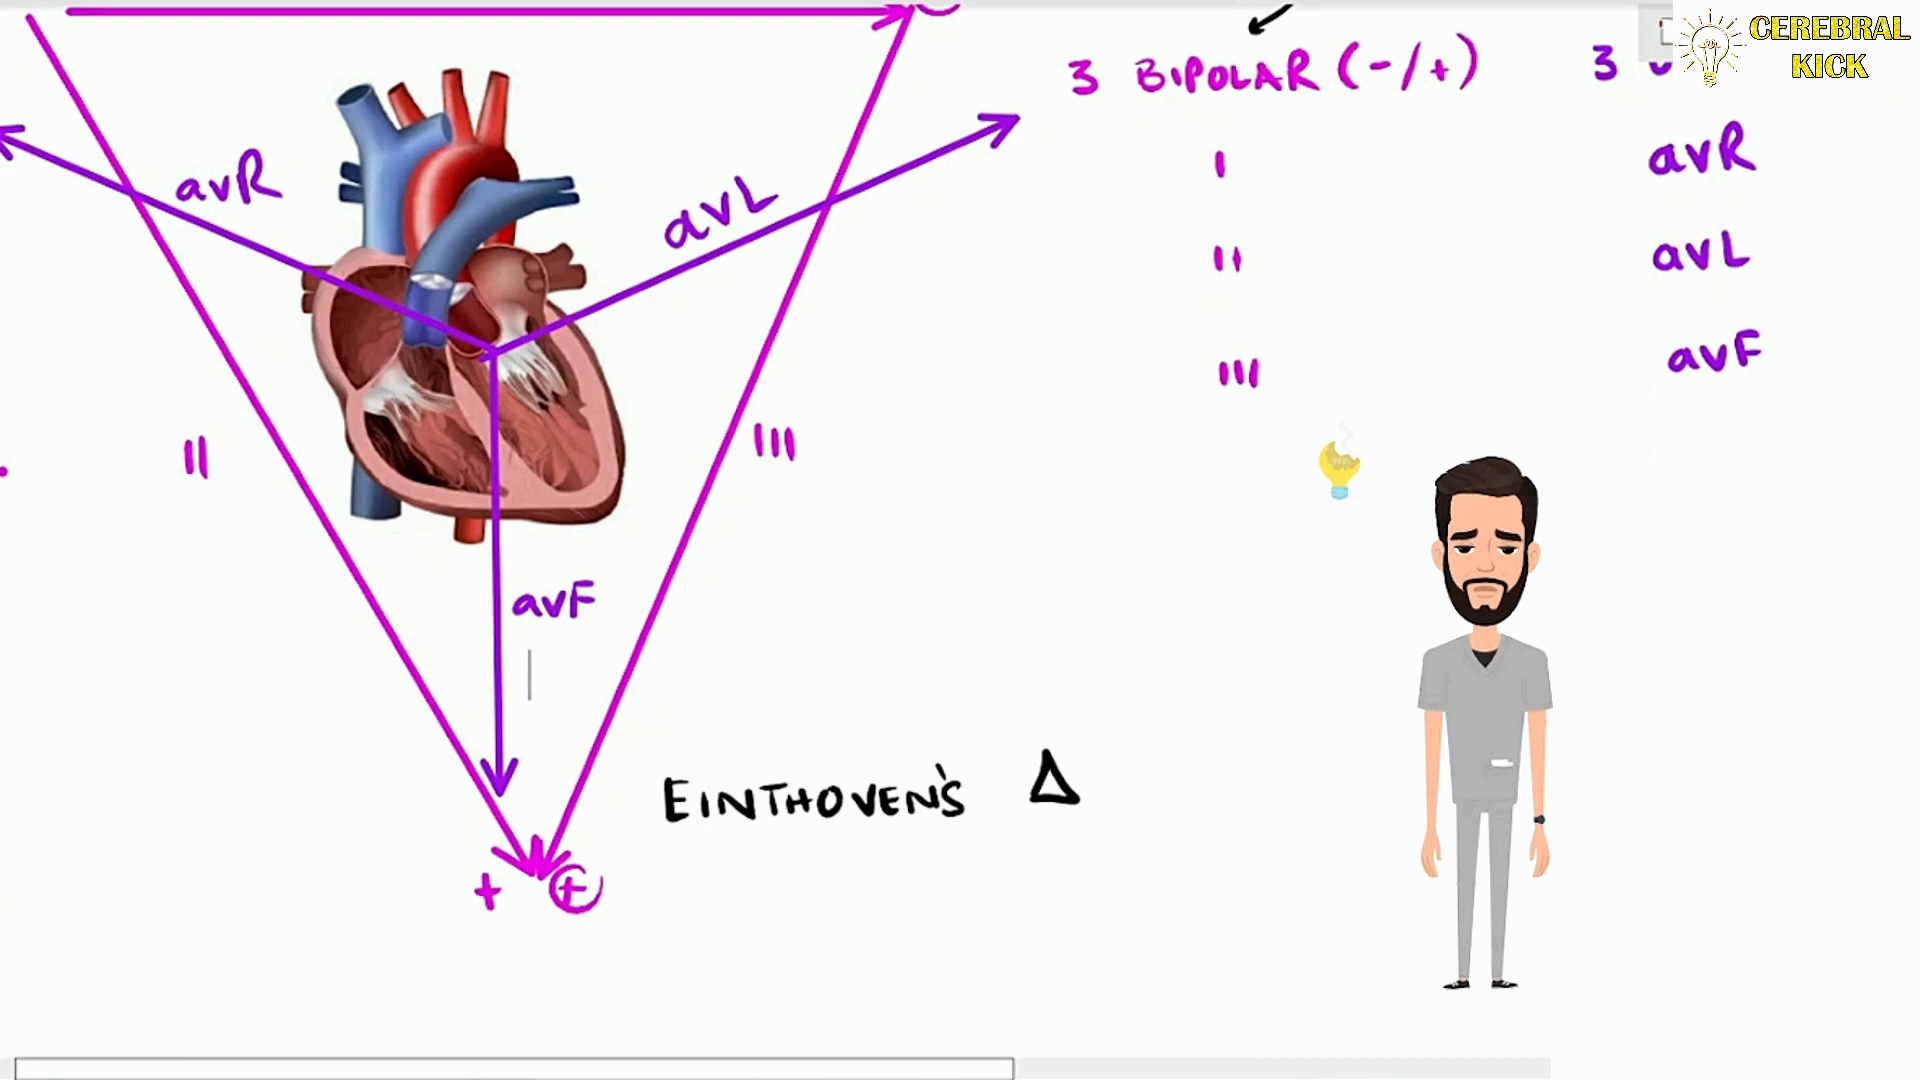 CEREBRAL
KICK
3 BIPOLAR (-/+)
3
avR
avL
I
II
III
avR
avL
avF
II
III
avF
EINTHOVEN'S Δ
+ +